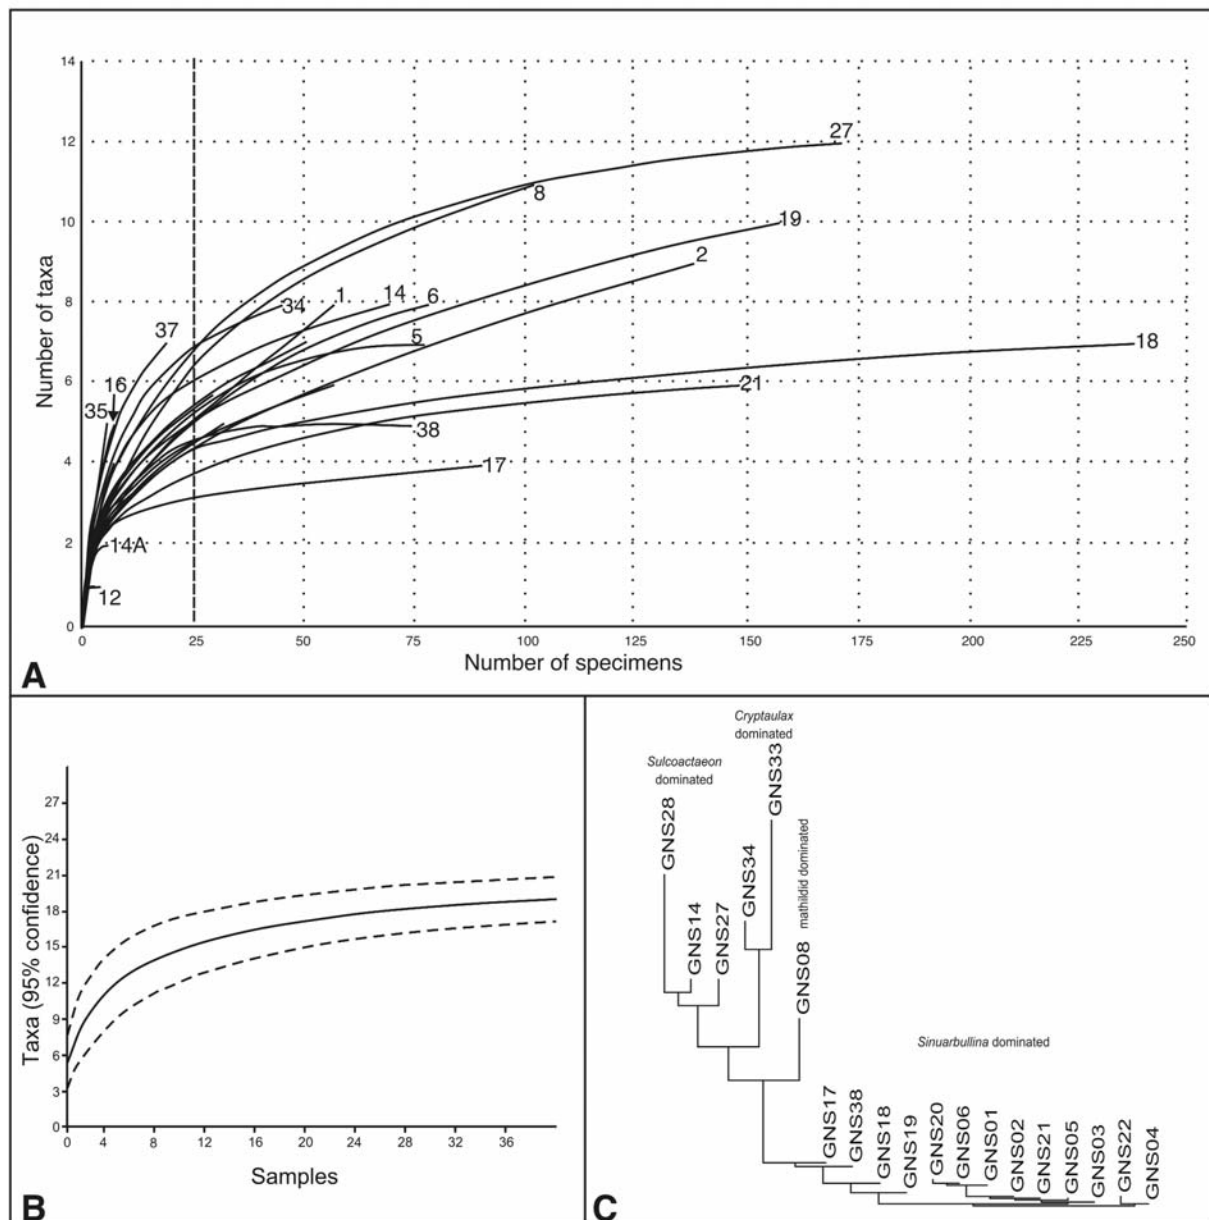 14
12
10
8
6
4
2
0
Number of taxa
27
8
19
2
1
14
6
34
37
5
18
16
35
21
38
17
14A
12
0
25
50
75
100
125
150
175
200
225
250
Number of specimens
A
27
24
21
18
15
12
9
6
3
0
Taxa (95% confidence)
0
4
8
12
16
20
24
28
32
36
Samples
B
Cryptaulax
dominated
Sulcoactaeon
dominated
mathildid dominated
Sinuarbullina dominated
GNS28
GNS14
GNS27
GNS34
GNS33
GNS08
GNS17
GNS38
GNS18
GNS19
GNS20
GNS06
GNS01
GNS02
GNS21
GNS05
GNS03
GNS22
GNS04
C